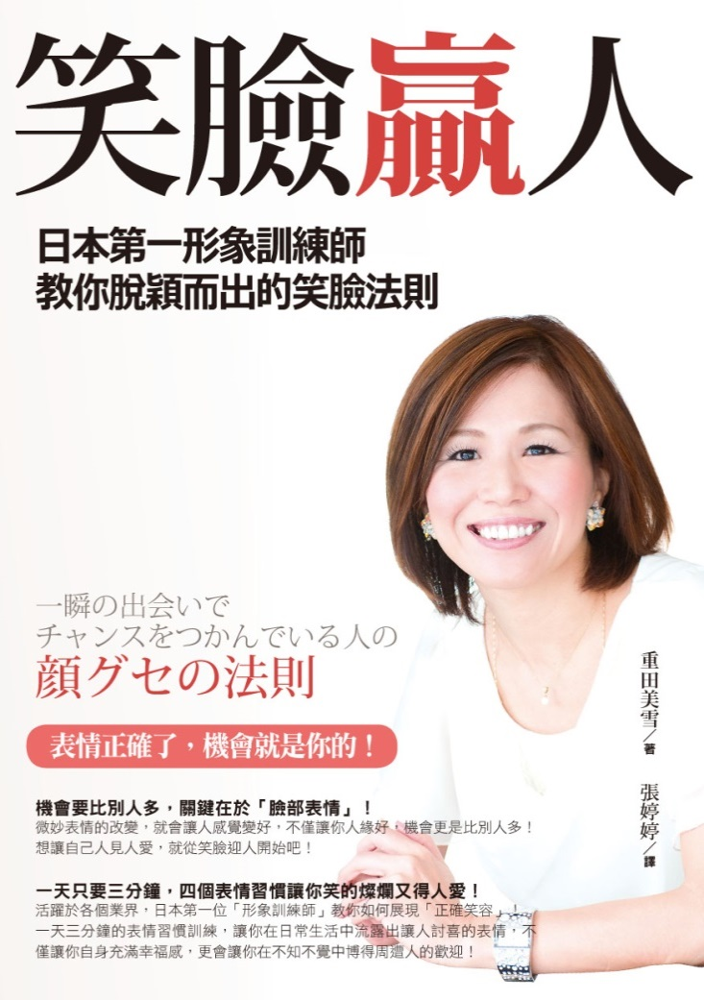 笑臉贏人
日本第一形象訓練師
教你脫穎而出的笑臉法則
一瞬の出会いで
チャンスをつかんでいる人の
顔グセの法則
表情正確了，機會就是你的！
重田美雪／著
張婷婷／譯
機會要比別人多，關鍵在於「臉部表情」！
微妙表情的改變，就會讓人感覺變好，不僅讓你人緣好，機會更是比別人多！
想讓自己人見人愛，就從笑臉迎人開始吧！
一天只要三分鐘，四個表情習慣讓你笑的燦爛又得人愛！
活躍於各個業界，日本第一位「形象訓練師」教你如何展現「正確笑容」！
一天三分鐘的表情習慣訓練，讓你在日常生活中流露出讓人討喜的表情，不
僅讓你自身充滿幸福感，更會讓你在不知不覺中博得周遭人的歡迎！